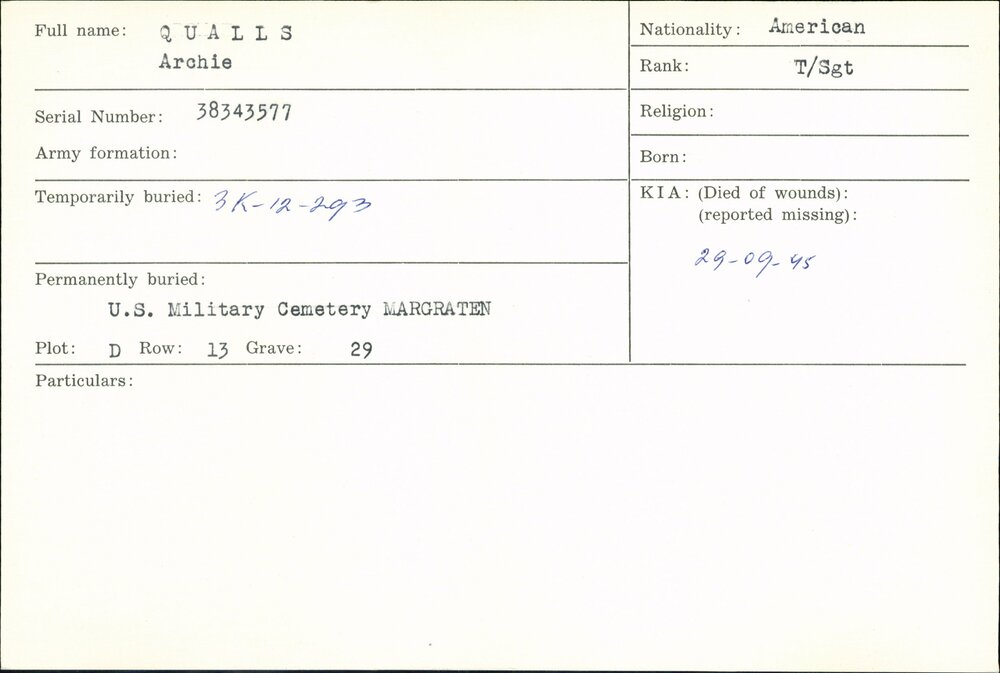 Full name: QUALLS
Archie
Serial Number: 38343577
Army formation:
Temporarily buried: 3K-12-293
Permanently buried:
U.S. Military Cemetery MARGRATEN
Plot: D Row: 13 Grave: 29
Nationality: American
Rank: T/Sgt
Religion:
Born:
KIA: (Died of wounds):
(reported missing):
29-09-45
Particulars: